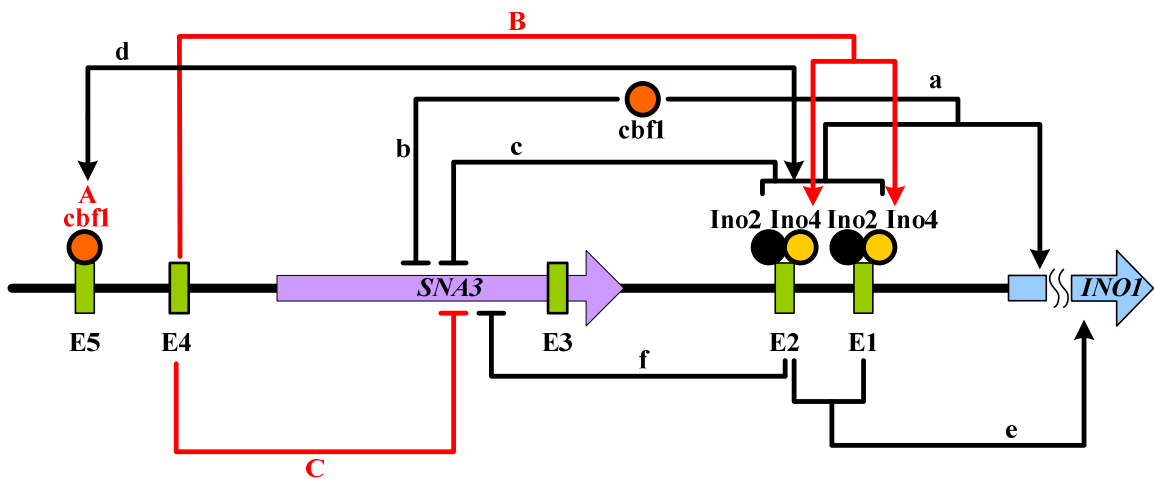 B
d
a
cbf1
b
c
A
cbf1
Ino2 Ino4 Ino2 Ino4
SNA3
INO1
E5
E4
E3
E2
E1
f
e
C